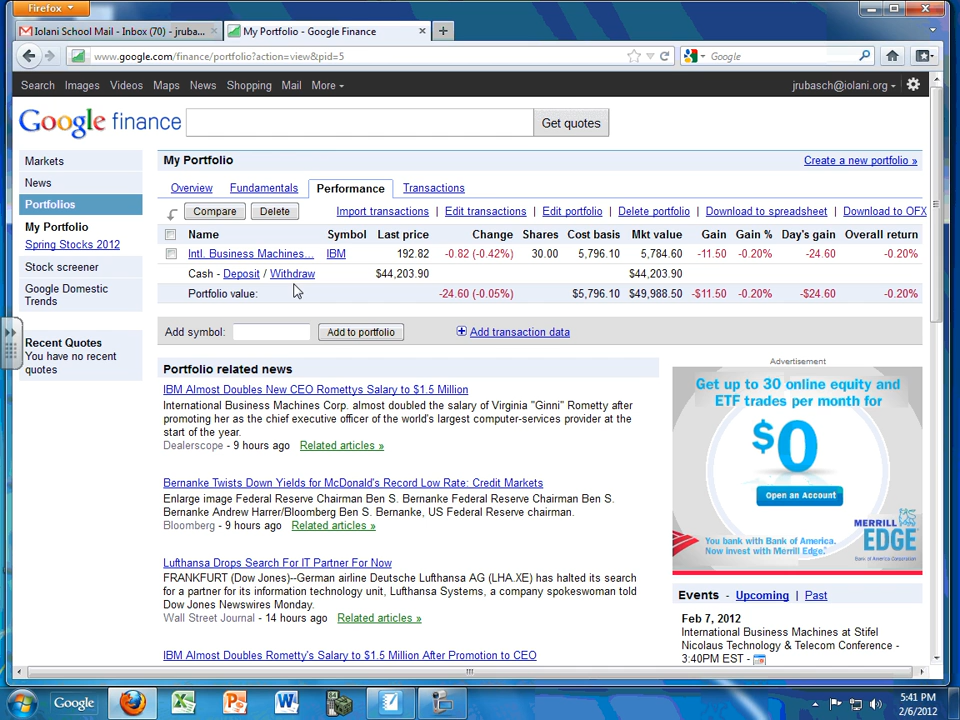 Firefox
Iolani School Mail - Inbox (70) - jruba...
My Portfolio - Google Finance
www.google.com/finance/portfolio?action=view&pid=5
Google
Search Images Videos Maps News Shopping Mail More
jrubasch@iolani.org
Google finance
Get quotes
Markets
News
Portfolios
My Portfolio
Spring Stocks 2012
Stock screener
Google Domestic
Trends
Recent Quotes
You have no recent
quotes
My Portfolio
Create a new portfolio »
Overview Fundamentals Performance Transactions
Compare Delete Import transactions | Edit transactions | Edit portfolio | Delete portfolio | Download to spreadsheet | Download to OFX
Name Symbol Last price Change Shares Cost basis Mkt value Gain Gain % Day's gain Overall return
Intl. Business Machines... IBM 192.82 -0.82 (-0.42%) 30.00 5,796.10 5,784.60 -11.50 -0.20% -24.60 -0.20%
Cash - Deposit / Withdraw $44,203.90 $44,203.90
Portfolio value: -24.60 (-0.05%) $5,796.10 $49,988.50 -$11.50 -0.20% -$24.60 -0.20%
Add symbol: Add to portfolio Add transaction data
Portfolio related news
IBM Almost Doubles New CEO Romettys Salary to $1.5 Million
International Business Machines Corp. almost doubled the salary of Virginia "Ginni" Rometty after
promoting her as the chief executive officer of the world's largest computer-services provider at the
start of the year.
Dealerscope - 9 hours ago Related articles »
Bernanke Twists Down Yields for McDonald's Record Low Rate: Credit Markets
Enlarge image Federal Reserve Chairman Ben S. Bernanke Federal Reserve Chairman Ben S.
Bernanke Andrew Harrer/Bloomberg Ben S. Bernanke, US Federal Reserve chairman.
Bloomberg - 9 hours ago Related articles »
Lufthansa Drops Search For IT Partner For Now
FRANKFURT (Dow Jones)--German airline Deutsche Lufthansa AG (LHA.XE) has halted its search
for a partner for its information technology unit, Lufthansa Systems, a company spokeswoman told
Dow Jones Newswires Monday.
Wall Street Journal - 14 hours ago Related articles »
IBM Almost Doubles Rometty's Salary to $1.5 Million After Promotion to CEO
Advertisement
Get up to 30 online equity and
ETF trades per month for
$0
Open an Account
MERRILL
EDGE
Bank of America Corporation
You bank with Bank of America.
Now invest with Merrill Edge.
Events - Upcoming | Past
Feb 7, 2012
International Business Machines at Stifel
Nicolaus Technology & Telecom Conference -
3:40PM EST -
Google
5:41 PM
2/6/2012